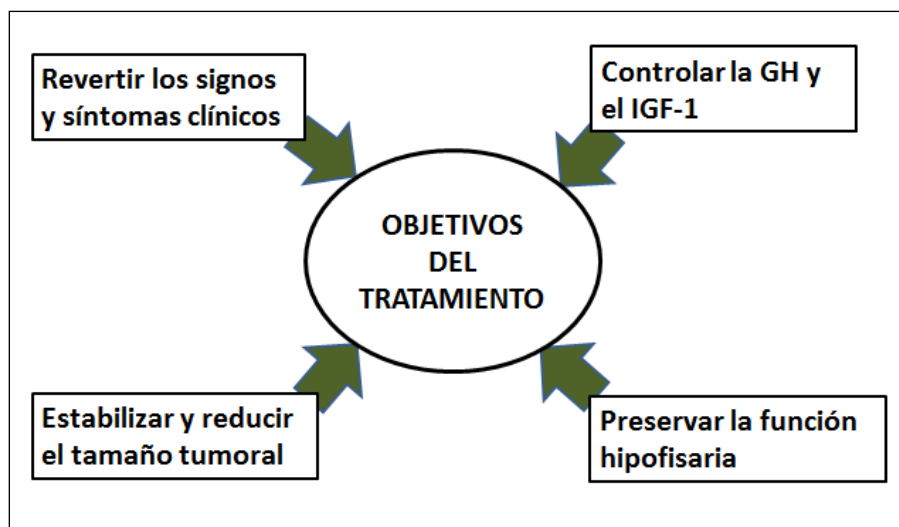 Revertir los signos
y síntomas clínicos
Controlar la GH y
el IGF-1
OBJETIVOS
DEL
TRATAMIENTO
Estabilizar y reducir
el tamaño tumoral
Preservar la función
hipofisaria